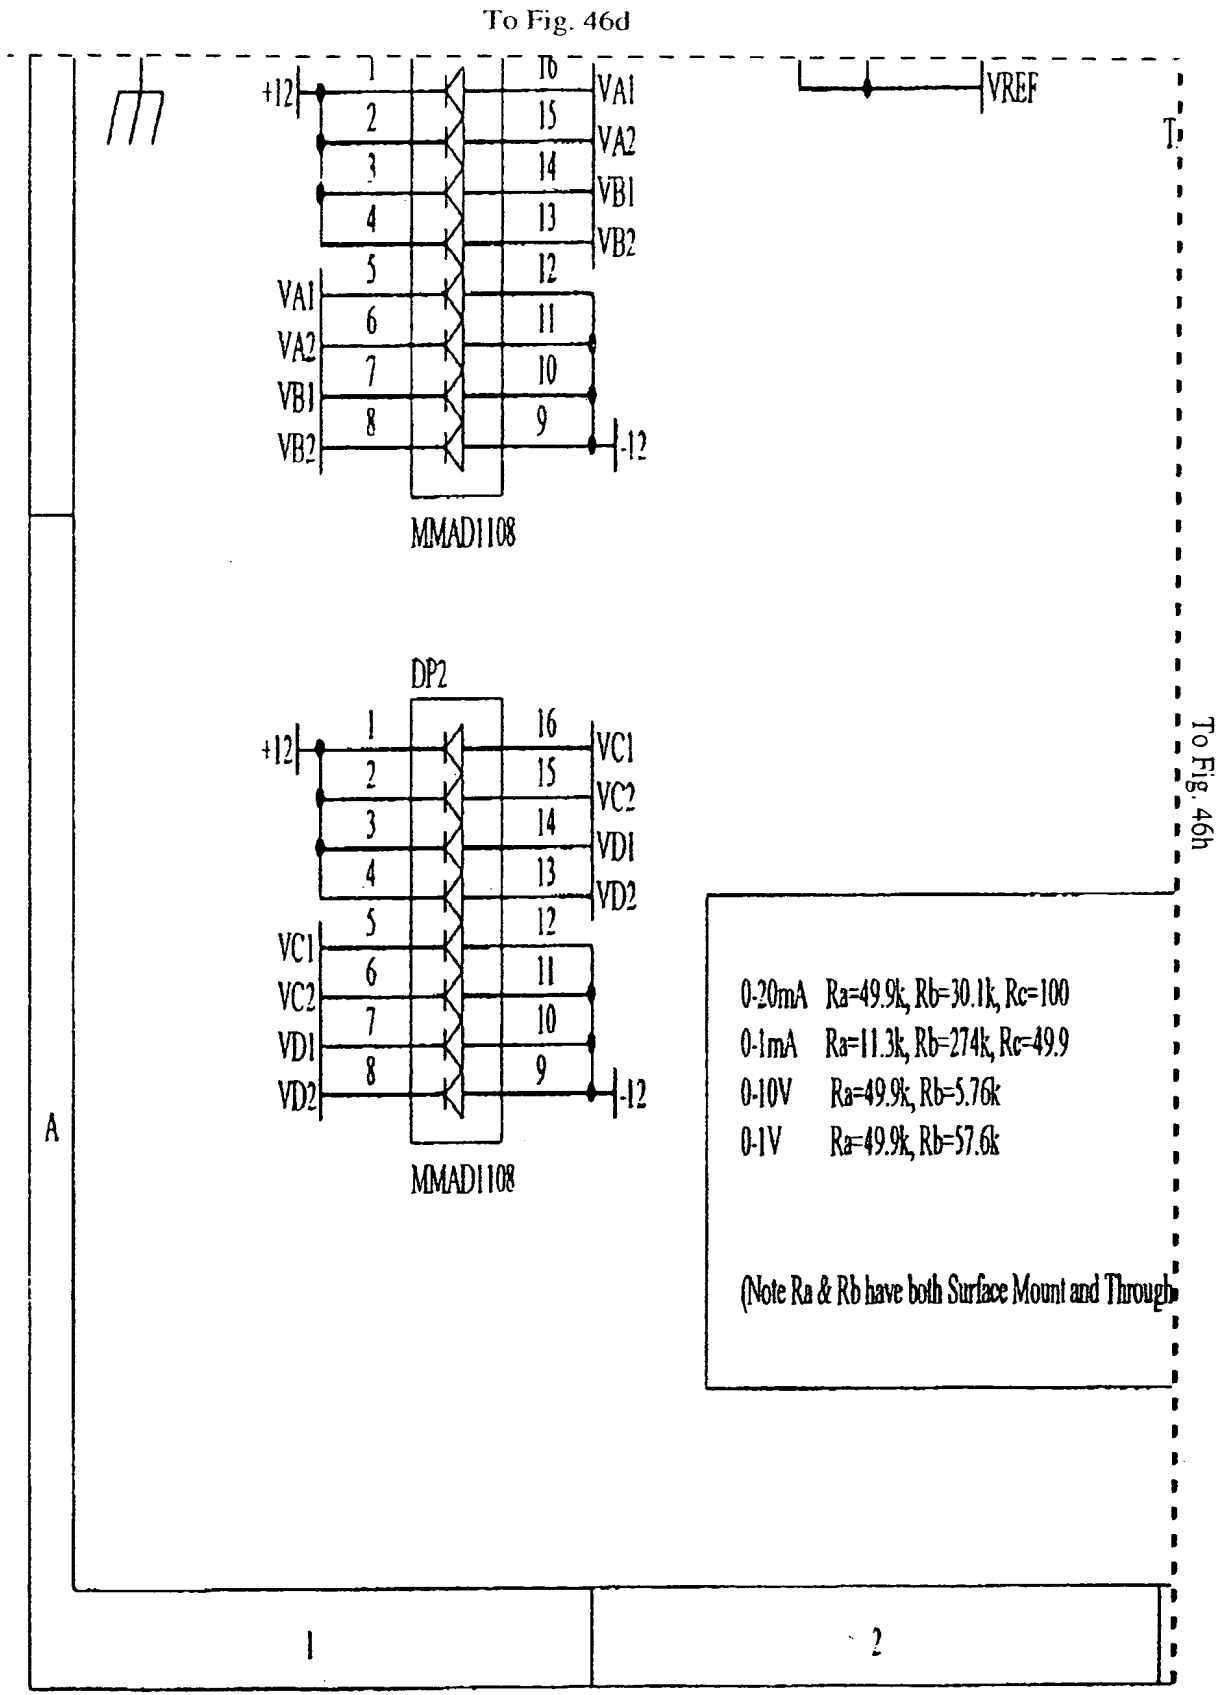 To Fig. 46d
1 16
+12 VA1
2 15
VA2
3 14
VB1
4 13
VB2
5 12
VA1
6 11
VA2
7 10
VB1
8 9
VB2 -12
MMAD1108
VREF
T
DP2
1 16
+12 VC1
2 15
VC2
3 14
VD1
4 13
VD2
5 12
VC1
6 11
VC2
7 10
VD1
8 9
VD2 -12
MMAD1108
To Fig. 46h
0-20mA Ra=49.9k, Rb=30.1k, Rc=100
0-1mA Ra=11.3k, Rb=274k, Rc=49.9
0-10V Ra=49.9k, Rb=5.76k
0-1V Ra=49.9k, Rb=57.6k
(Note Ra & Rb have both Surface Mount and Through
A
1 2